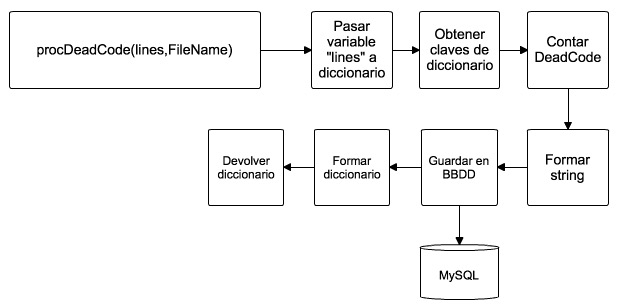 procDeadCode(lines,FileName)
Pasar
variable
"lines" a
diccionario
Obtener
claves de
diccionario
Contar
DeadCode
Formar
string
Guardar en
BBDD
Formar
diccionario
Devolver
diccionario
MySQL